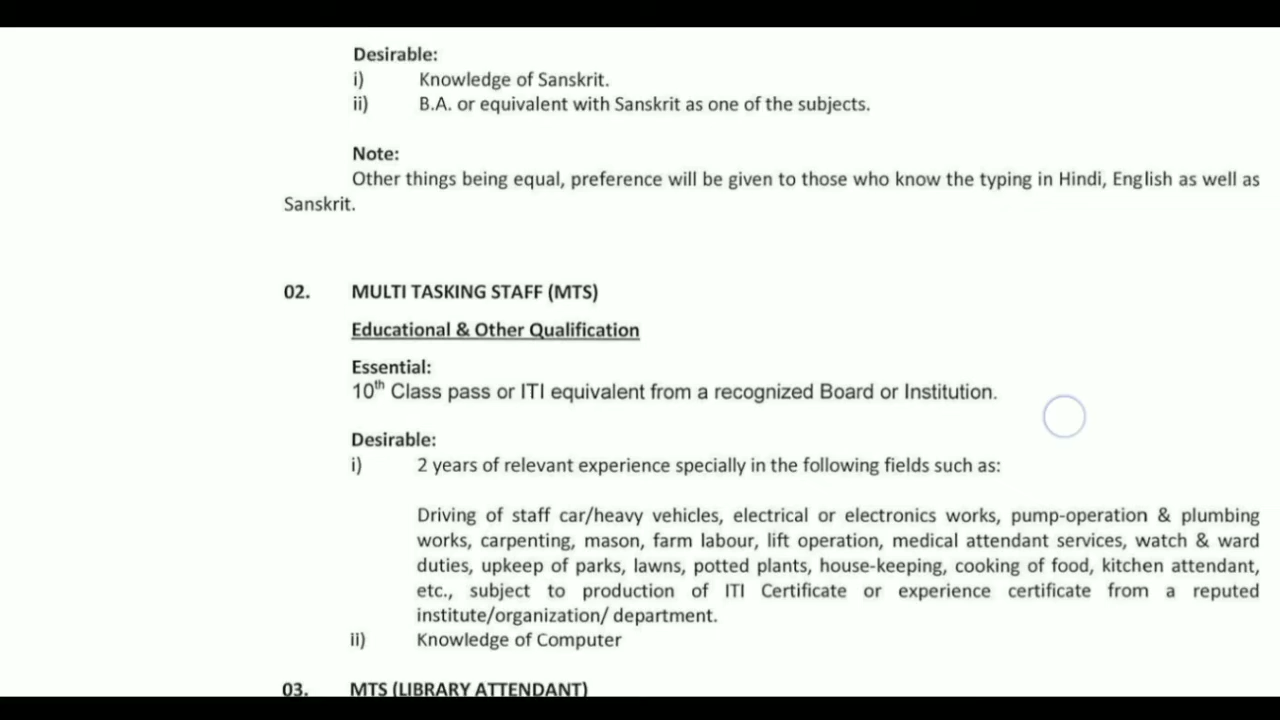 Desirable:
i) Knowledge of Sanskrit.
ii) B.A. or equivalent with Sanskrit as one of the subjects.
Note:
Other things being equal, preference will be given to those who know the typing in Hindi, English as well as
Sanskrit.
02. MULTI TASKING STAFF (MTS)
Educational & Other Qualification
Essential:
10th Class pass or ITI equivalent from a recognized Board or Institution.
Desirable:
i) 2 years of relevant experience specially in the following fields such as:
Driving of staff car/heavy vehicles, electrical or electronics works, pump-operation & plumbing
works, carpenting, mason, farm labour, lift operation, medical attendant services, watch & ward
duties, upkeep of parks, lawns, potted plants, house-keeping, cooking of food, kitchen attendant,
etc., subject to production of ITI Certificate or experience certificate from a reputed
institute/organization/ department.
ii) Knowledge of Computer
03. MTS (LIBRARY ATTENDANT)